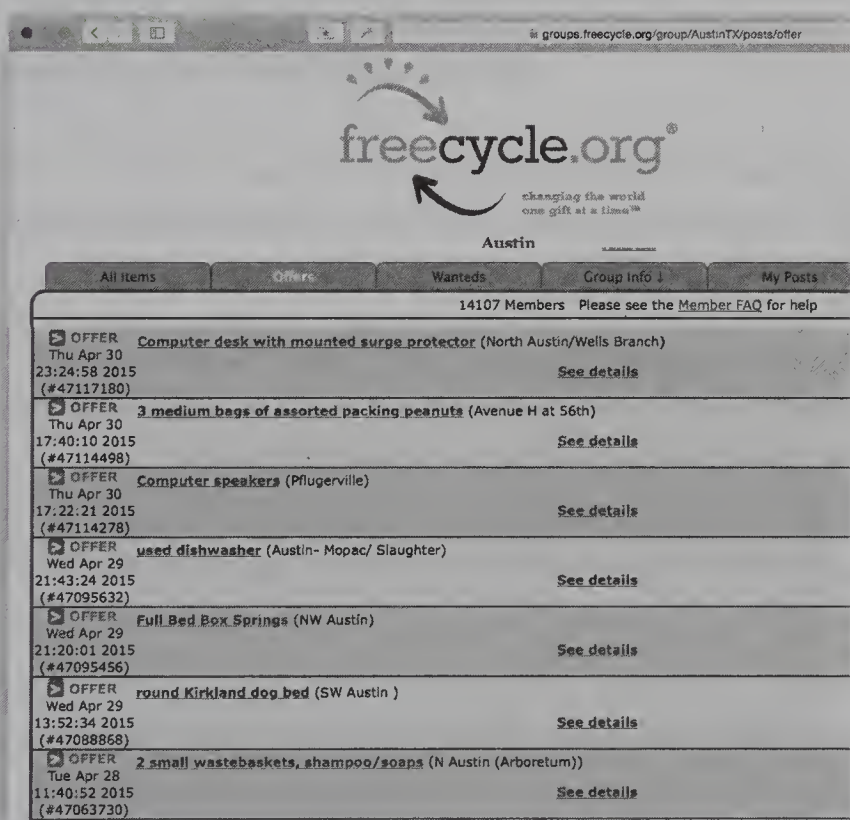 groups.freecycle.org/group/AustinTX/posts/offer
freecycle.org®
changing the world
one gift at a time™
Austin
All Items Offers Wanteds Group Info ↓ My Posts
14107 Members Please see the Member FAQ for help
OFFER
Thu Apr 30
23:24:58 2015
(#47117180)
Computer desk with mounted surge protector (North Austin/Wells Branch)
See details
OFFER
Thu Apr 30
17:40:10 2015
(#47114498)
3 medium bags of assorted packing peanuts (Avenue H at 56th)
See details
OFFER
Thu Apr 30
17:22:21 2015
(#47114278)
Computer speakers (Pflugerville)
See details
OFFER
Wed Apr 29
21:43:24 2015
(#47095632)
used dishwasher (Austin- Mopac/ Slaughter)
See details
OFFER
Wed Apr 29
21:20:01 2015
(#47095456)
Full Bed Box Springs (NW Austin)
See details
OFFER
Wed Apr 29
13:52:34 2015
(#47088868)
round Kirkland dog bed (SW Austin )
See details
OFFER
Tue Apr 28
11:40:52 2015
(#47063730)
2 small wastebaskets, shampoo/soaps (N Austin (Arboretum))
See details